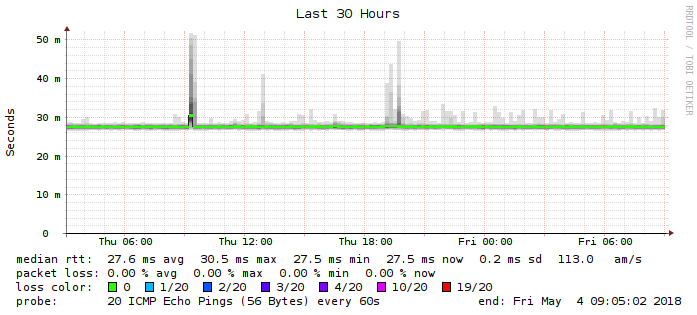 Last 30 Hours
RRDTOOL / TOBI OETIKER
Seconds
50 m
40 m
30 m
20 m
10 m
0
Thu 06:00 Thu 12:00 Thu 18:00 Fri 00:00 Fri 06:00
median rtt: 27.6 ms avg 30.5 ms max 27.5 ms min 27.5 ms now 0.2 ms sd 113.0 am/s
packet loss: 0.00 % avg 0.00 % max 0.00 % min 0.00 % now
loss color: 0 1/20 2/20 3/20 4/20 10/20 19/20
probe: 20 ICMP Echo Pings (56 Bytes) every 60s end: Fri May 4 09:05:02 2018